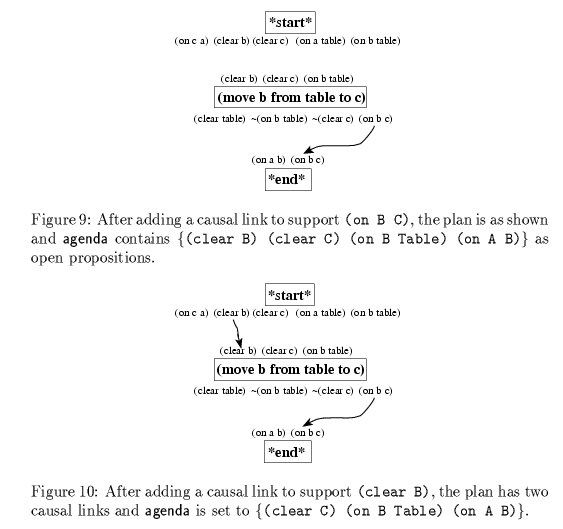 *start*
(on c a) (clear b) (clear c) (on a table) (on b table)
(clear b) (clear c) (on b table)
(move b from table to c)
(clear table) ~(on b table) ~(clear c) (on b c)
(on a b) (on b c)
*end*
Figure 9: After adding a causal link to support (on B C), the plan is as shown
and agenda contains {(clear B) (clear C) (on B Table) (on A B)} as
open propositions.
*start*
(on c a) (clear b) (clear c) (on a table) (on b table)
(clear b) (clear c) (on b table)
(move b from table to c)
(clear table) ~(on b table) ~(clear c) (on b c)
(on a b) (on b c)
*end*
Figure 10: After adding a causal link to support (clear B), the plan has two
causal links and agenda is set to {(clear C) (on B Table) (on A B)}.